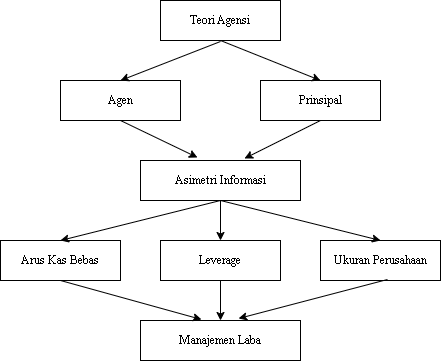 Teori Agensi
Agen
Prinsipal
Asimetri Informasi
Arus Kas Bebas
Leverage
Ukuran Perusahaan
Manajemen Laba